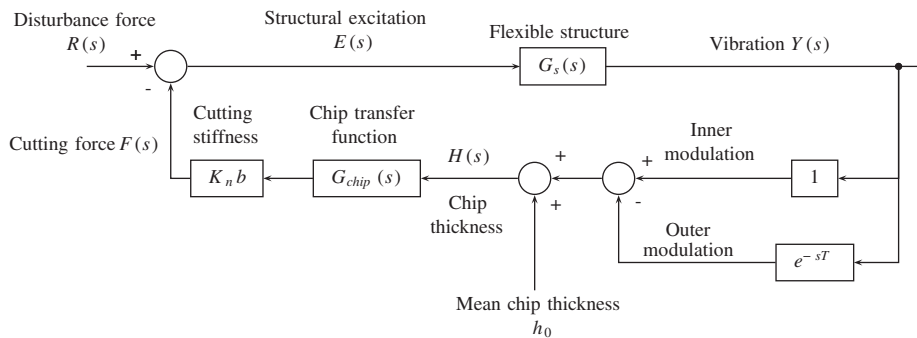 Disturbance force
R(s)
+
-
Structural excitation
E(s)
Flexible structure
G_s(s)
Vibration Y(s)
Cutting force F(s)
Cutting
stiffness
K_n b
Chip transfer
function
G_chip (s)
H(s)
Chip
thickness
+
+
Mean chip thickness
h_0
+
-
Inner
modulation
1
Outer
modulation
e^{- sT}